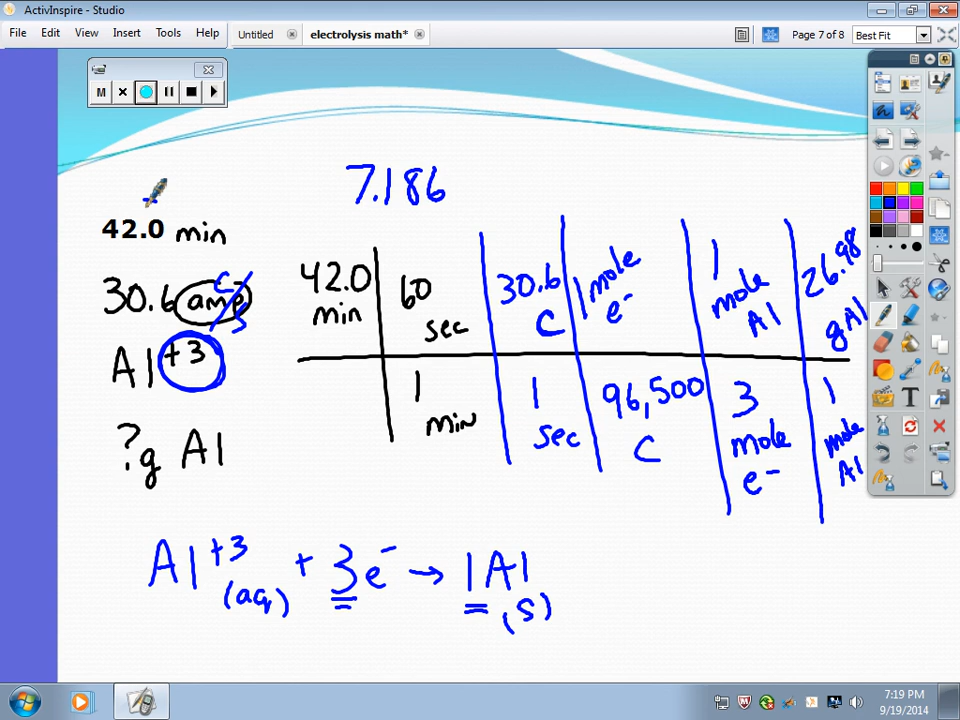 ActivInspire - Studio
File Edit View Insert Tools Help
Untitled
electrolysis math*
Page 7 of 8
Best Fit
M
7.186
42.0 min
30.6 amp C/s
Al+3
?g Al
42.0 min
60 sec
30.6 C
1 mole e-
1 mole Al
26.98 g Al
1 min
1 sec
96,500 C
3 mole e-
1 mole Al
Al+3 (aq) + 3e- → 1Al (s)
T
7:19 PM
9/19/2014